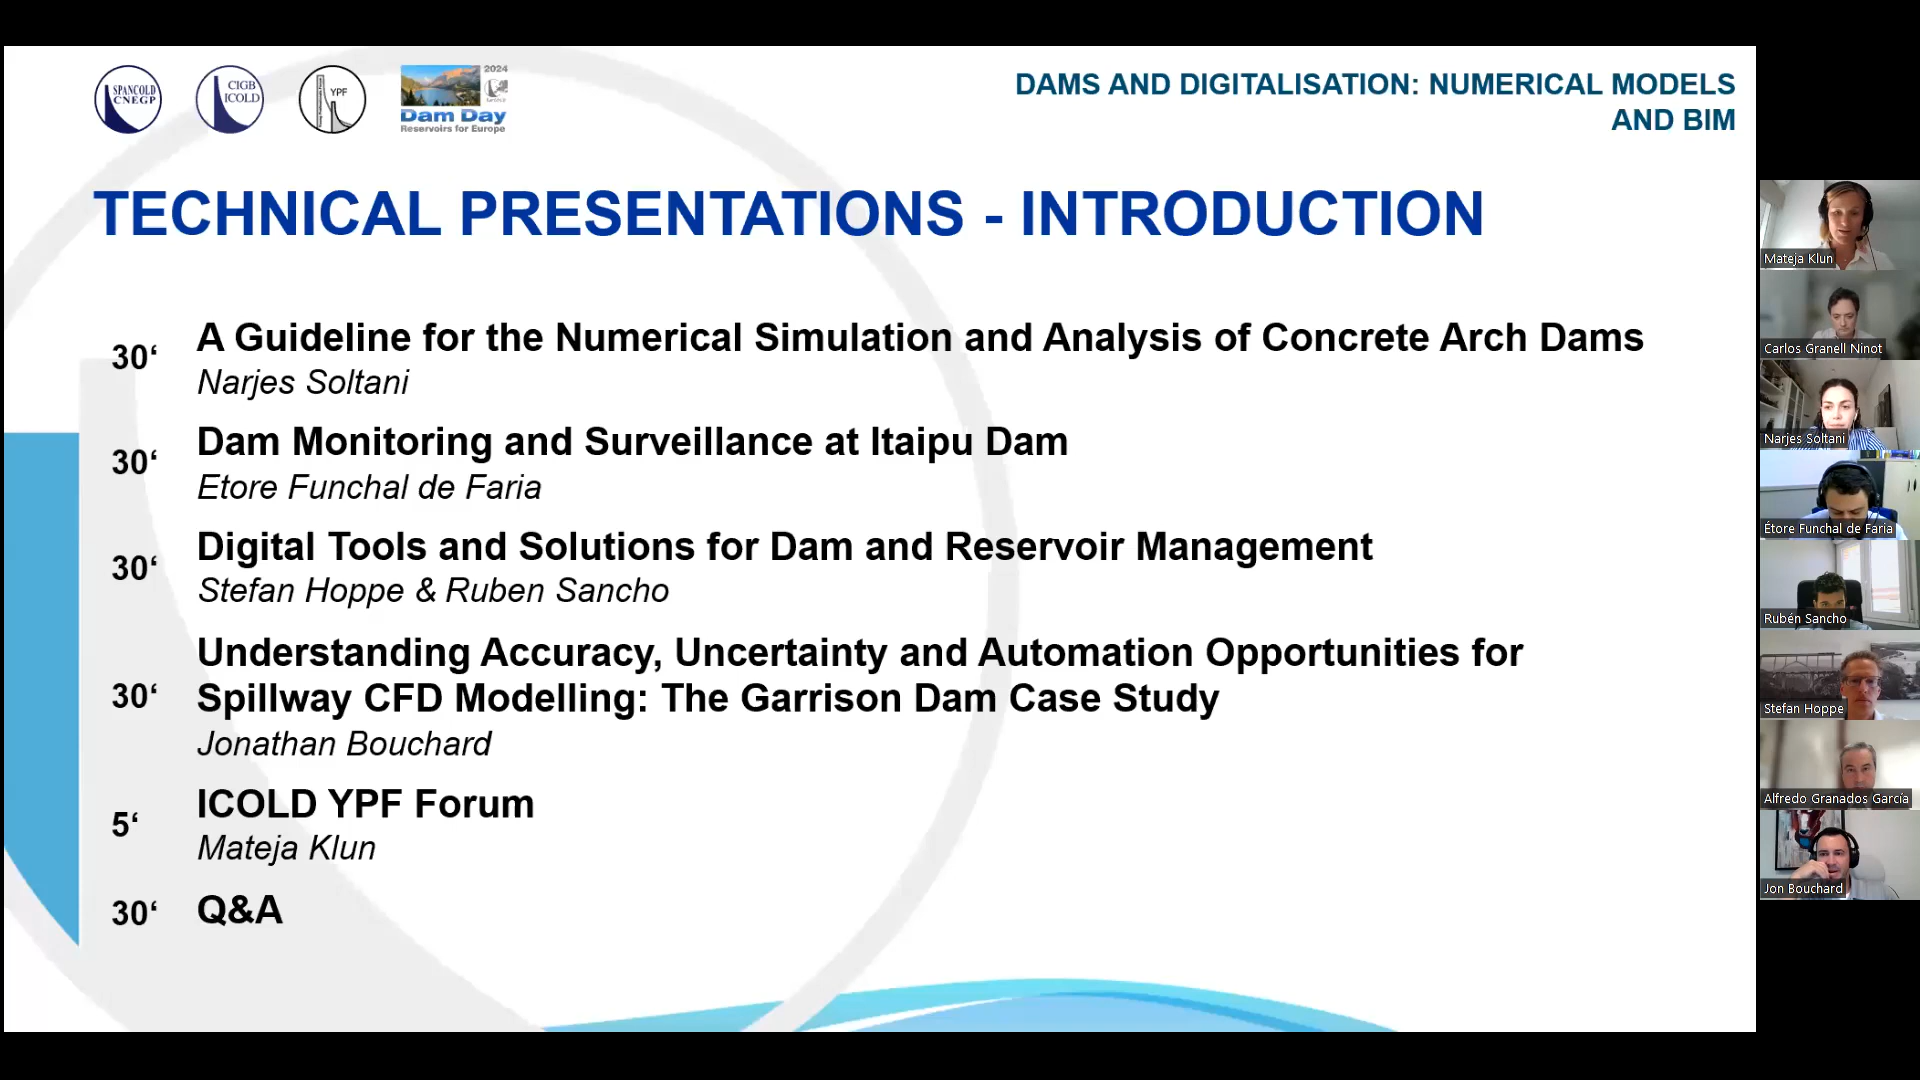 SPANCOLD
CNEGP
CIGB
ICOLD
YPF
2024
Dam Day
Reservoirs for Europe
DAMS AND DIGITALISATION: NUMERICAL MODELS
AND BIM
TECHNICAL PRESENTATIONS - INTRODUCTION
30‘
A Guideline for the Numerical Simulation and Analysis of Concrete Arch Dams
Narjes Soltani
30‘
Dam Monitoring and Surveillance at Itaipu Dam
Etore Funchal de Faria
30‘
Digital Tools and Solutions for Dam and Reservoir Management
Stefan Hoppe & Ruben Sancho
30‘
Understanding Accuracy, Uncertainty and Automation Opportunities for
Spillway CFD Modelling: The Garrison Dam Case Study
Jonathan Bouchard
5‘
ICOLD YPF Forum
Mateja Klun
30‘
Q&A
Mateja Klun
Carlos Granell Ninot
Narjes Soltani
Étore Funchal de Faria
Rubén Sancho
Stefan Hoppe
Alfredo Granados García
Jon Bouchard